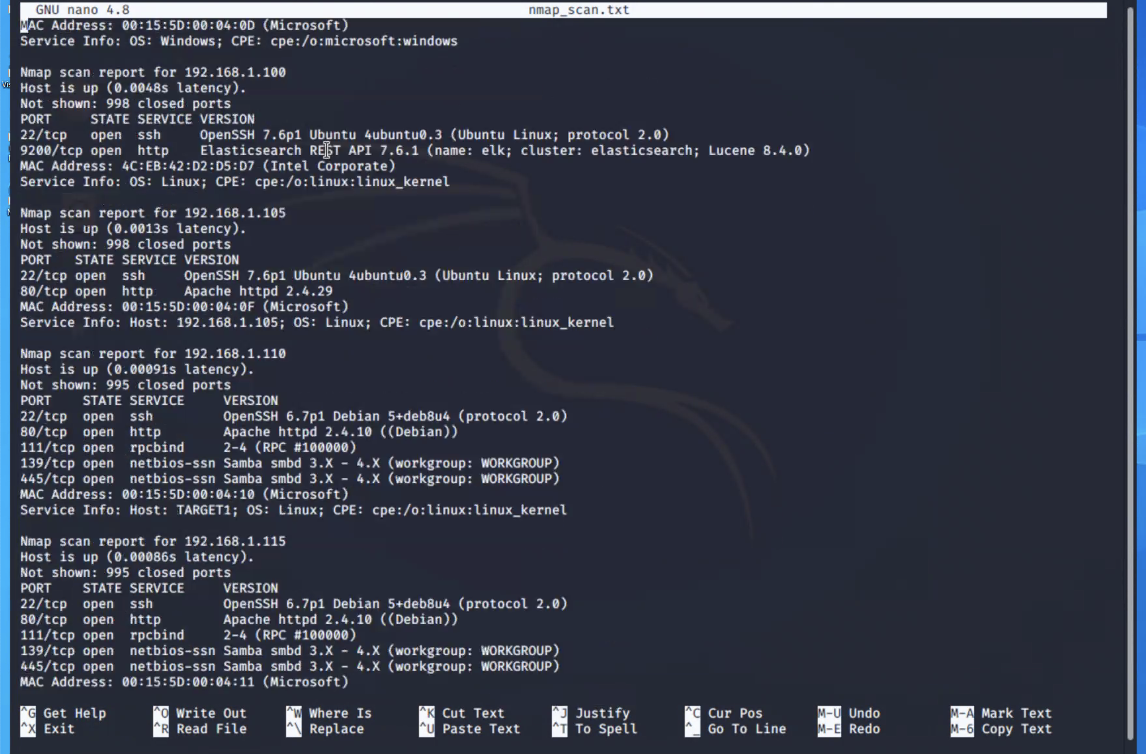 GNU nano 4.8 nmap_scan.txt
MAC Address: 00:15:5D:00:04:0D (Microsoft)
Service Info: OS: Windows; CPE: cpe:/o:microsoft:windows
Nmap scan report for 192.168.1.100
Host is up (0.0048s latency).
Not shown: 998 closed ports
PORT     STATE SERVICE VERSION
22/tcp   open  ssh     OpenSSH 7.6p1 Ubuntu 4ubuntu0.3 (Ubuntu Linux; protocol 2.0)
9200/tcp open  http    Elasticsearch REST API 7.6.1 (name: elk; cluster: elasticsearch; Lucene 8.4.0)
MAC Address: 4C:EB:42:D2:D5:D7 (Intel Corporate)
Service Info: OS: Linux; CPE: cpe:/o:linux:linux_kernel
Nmap scan report for 192.168.1.105
Host is up (0.0013s latency).
Not shown: 998 closed ports
PORT   STATE SERVICE VERSION
22/tcp open  ssh     OpenSSH 7.6p1 Ubuntu 4ubuntu0.3 (Ubuntu Linux; protocol 2.0)
80/tcp open  http    Apache httpd 2.4.29
MAC Address: 00:15:5D:00:04:0F (Microsoft)
Service Info: Host: 192.168.1.105; OS: Linux; CPE: cpe:/o:linux:linux_kernel
Nmap scan report for 192.168.1.110
Host is up (0.00091s latency).
Not shown: 995 closed ports
PORT    STATE SERVICE     VERSION
22/tcp  open  ssh         OpenSSH 6.7p1 Debian 5+deb8u4 (protocol 2.0)
80/tcp  open  http        Apache httpd 2.4.10 ((Debian))
111/tcp open  rpcbind     2-4 (RPC #100000)
139/tcp open  netbios-ssn Samba smbd 3.X - 4.X (workgroup: WORKGROUP)
445/tcp open  netbios-ssn Samba smbd 3.X - 4.X (workgroup: WORKGROUP)
MAC Address: 00:15:5D:00:04:10 (Microsoft)
Service Info: Host: TARGET1; OS: Linux; CPE: cpe:/o:linux:linux_kernel
Nmap scan report for 192.168.1.115
Host is up (0.00086s latency).
Not shown: 995 closed ports
PORT    STATE SERVICE     VERSION
22/tcp  open  ssh         OpenSSH 6.7p1 Debian 5+deb8u4 (protocol 2.0)
80/tcp  open  http        Apache httpd 2.4.10 ((Debian))
111/tcp open  rpcbind     2-4 (RPC #100000)
139/tcp open  netbios-ssn Samba smbd 3.X - 4.X (workgroup: WORKGROUP)
445/tcp open  netbios-ssn Samba smbd 3.X - 4.X (workgroup: WORKGROUP)
MAC Address: 00:15:5D:00:04:11 (Microsoft)
^G Get Help ^O Write Out ^W Where Is ^K Cut Text ^J Justify ^C Cur Pos M-U Undo M-A Mark Text
^X Exit ^R Read File ^\ Replace ^U Paste Text ^T To Spell ^_ Go To Line M-E Redo M-6 Copy Text